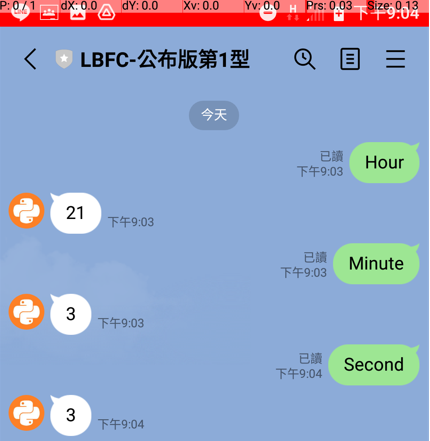 P: 0 / 1 dX: 0.0 dY: 0.0 Xv: 0.0 Yv: 0.0 Prs: 0.03 Size: 0.13
H 下午9:04
LBFC-公布版第1型
今天
已讀
下午9:03
Hour
21
下午9:03
已讀
下午9:03
Minute
3
下午9:03
已讀
下午9:04
Second
3
下午9:04